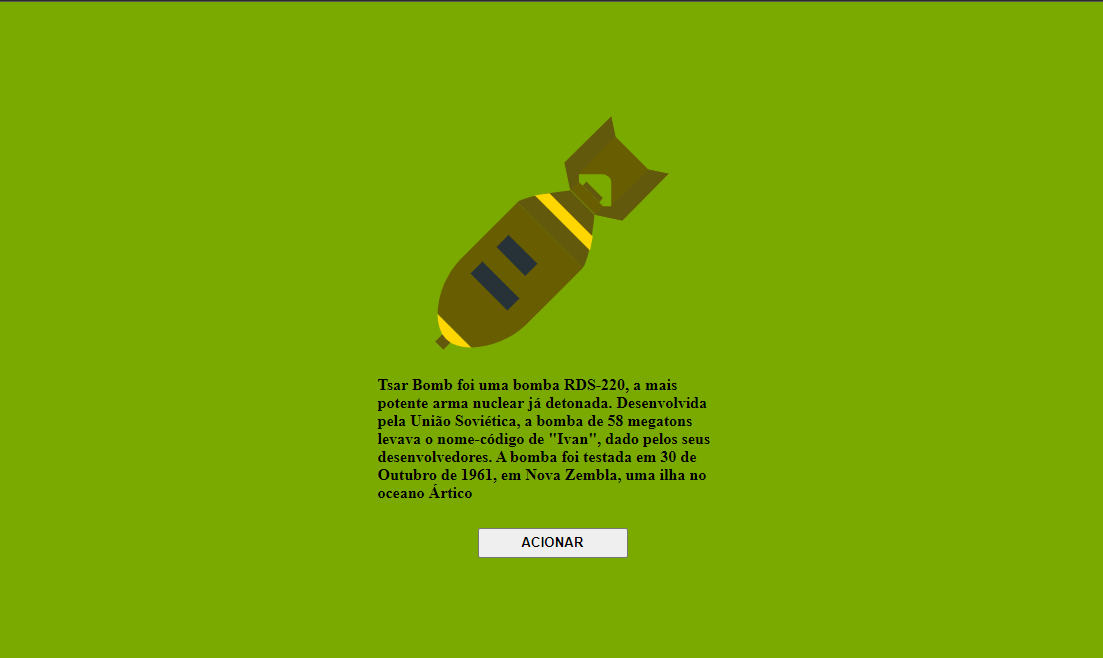 Tsar Bomb foi uma bomba RDS-220, a mais
potente arma nuclear já detonada. Desenvolvida
pela União Soviética, a bomba de 58 megatons
levava o nome-código de "Ivan", dado pelos seus
desenvolvedores. A bomba foi testada em 30 de
Outubro de 1961, em Nova Zembla, uma ilha no
oceano Ártico
ACIONAR